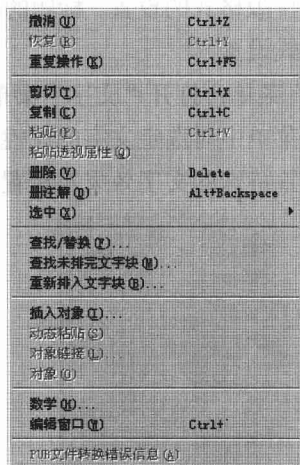 撤消(U) Ctrl+Z
恢复(R) Ctrl+Y
重复操作(K) Ctrl+F5
剪切(T) Ctrl+X
复制(C) Ctrl+C
粘贴(P) Ctrl+V
粘贴透视属性(Q)
删除(V) Delete
删注解(D) Alt+Backspace
选中(X)
查找/替换(F)...
查找未排完文字块(M)...
重新排入文字块(B)...
插入对象(I)...
动态粘贴(S)
对象链接(L)...
对象(O)
数学(H)...
编辑窗口(W) Ctrl+`
PUB文件转换错误信息(A)